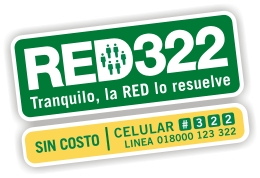 RED322
Tranquilo, la RED lo resuelve
SIN COSTO
CELULAR #322
LINEA 018000 123 322